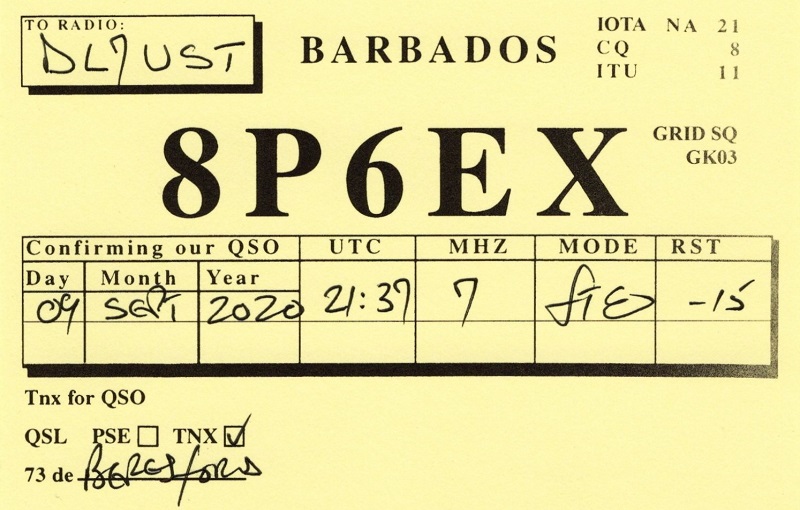 TO RADIO:
DL7UST
BARBADOS
IOTA NA 21
CQ 8
ITU 11
8P6EX
GRID SQ
GK03
Confirming our QSO UTC MHZ MODE RST
Day Month Year
09 SEPT 2020 21:37 7 FT8 -15
Tnx for QSO
QSL PSE TNX
73 de BERESFORD